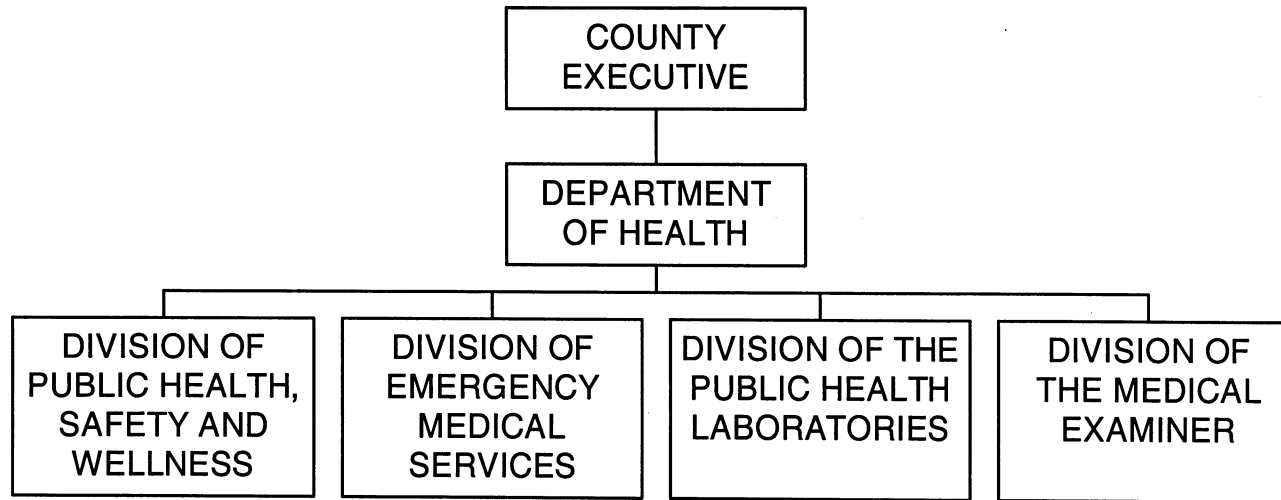 COUNTY
EXECUTIVE
DEPARTMENT
OF HEALTH
DIVISION OF
PUBLIC HEALTH,
SAFETY AND
WELLNESS
DIVISION OF
EMERGENCY
MEDICAL
SERVICES
DIVISION OF THE
PUBLIC HEALTH
LABORATORIES
DIVISION OF
THE MEDICAL
EXAMINER